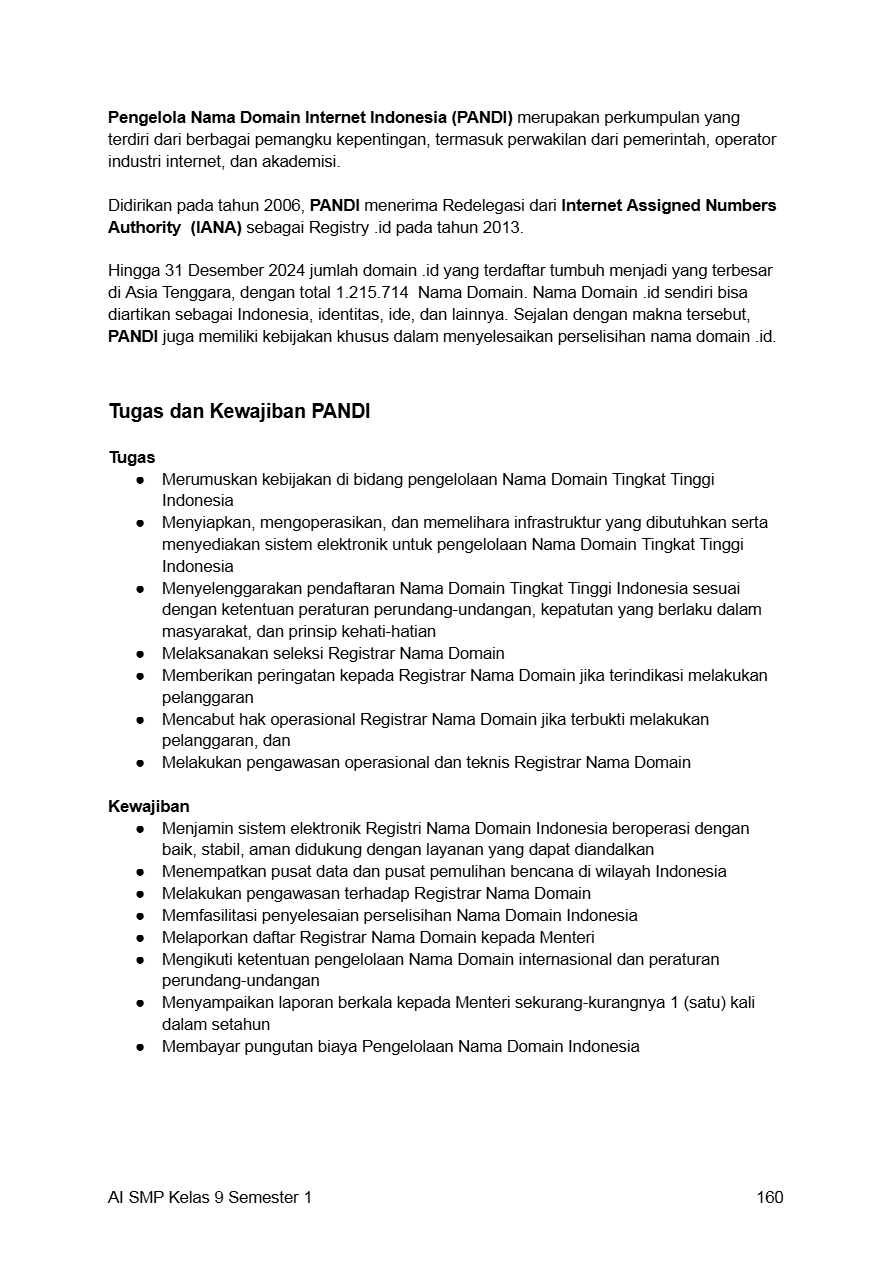 Pengelola Nama Domain Internet Indonesia (PANDI) merupakan perkumpulan yang
terdiri dari berbagai pemangku kepentingan, termasuk perwakilan dari pemerintah, operator
industri internet, dan akademisi.
Didirikan pada tahun 2006, PANDI menerima Redelegasi dari Internet Assigned Numbers
Authority  (IANA) sebagai Registry .id pada tahun 2013.
Hingga 31 Desember 2024 jumlah domain .id yang terdaftar tumbuh menjadi yang terbesar
di Asia Tenggara, dengan total 1.215.714  Nama Domain. Nama Domain .id sendiri bisa
diartikan sebagai Indonesia, identitas, ide, dan lainnya. Sejalan dengan makna tersebut,
PANDI juga memiliki kebijakan khusus dalam menyelesaikan perselisihan nama domain .id.
Tugas dan Kewajiban PANDI
Tugas
● Merumuskan kebijakan di bidang pengelolaan Nama Domain Tingkat Tinggi
Indonesia
● Menyiapkan, mengoperasikan, dan memelihara infrastruktur yang dibutuhkan serta
menyediakan sistem elektronik untuk pengelolaan Nama Domain Tingkat Tinggi
Indonesia
● Menyelenggarakan pendaftaran Nama Domain Tingkat Tinggi Indonesia sesuai
dengan ketentuan peraturan perundang-undangan, kepatutan yang berlaku dalam
masyarakat, dan prinsip kehati-hatian
● Melaksanakan seleksi Registrar Nama Domain
● Memberikan peringatan kepada Registrar Nama Domain jika terindikasi melakukan
pelanggaran
● Mencabut hak operasional Registrar Nama Domain jika terbukti melakukan
pelanggaran, dan
● Melakukan pengawasan operasional dan teknis Registrar Nama Domain
Kewajiban
● Menjamin sistem elektronik Registri Nama Domain Indonesia beroperasi dengan
baik, stabil, aman didukung dengan layanan yang dapat diandalkan
● Menempatkan pusat data dan pusat pemulihan bencana di wilayah Indonesia
● Melakukan pengawasan terhadap Registrar Nama Domain
● Memfasilitasi penyelesaian perselisihan Nama Domain Indonesia
● Melaporkan daftar Registrar Nama Domain kepada Menteri
● Mengikuti ketentuan pengelolaan Nama Domain internasional dan peraturan
perundang-undangan
● Menyampaikan laporan berkala kepada Menteri sekurang-kurangnya 1 (satu) kali
dalam setahun
● Membayar pungutan biaya Pengelolaan Nama Domain Indonesia
AI SMP Kelas 9 Semester 1 160